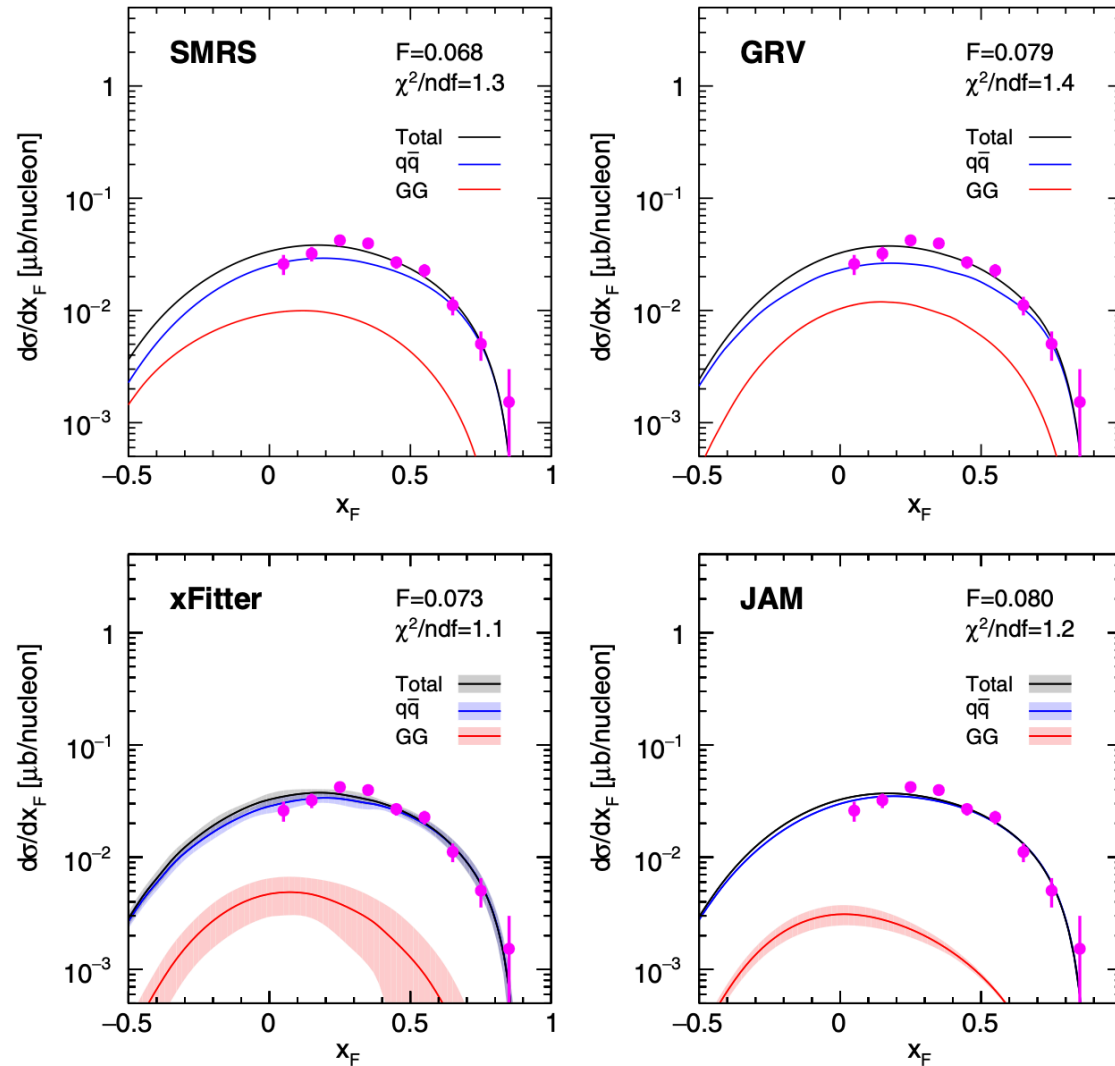 SMRS
F=0.068
χ²/ndf=1.3
Total
qq̅
GG
dσ/dx_F [μb/nucleon]
1
10⁻¹
10⁻²
10⁻³
−0.5 0 0.5 1
x_F
GRV
F=0.079
χ²/ndf=1.4
Total
qq̅
GG
dσ/dx_F [μb/nucleon]
1
10⁻¹
10⁻²
10⁻³
−0.5 0 0.5
x_F
xFitter
F=0.073
χ²/ndf=1.1
Total
qq̅
GG
dσ/dx_F [μb/nucleon]
1
10⁻¹
10⁻²
10⁻³
−0.5 0 0.5 1
x_F
JAM
F=0.080
χ²/ndf=1.2
Total
qq̅
GG
dσ/dx_F [μb/nucleon]
1
10⁻¹
10⁻²
10⁻³
−0.5 0 0.5
x_F